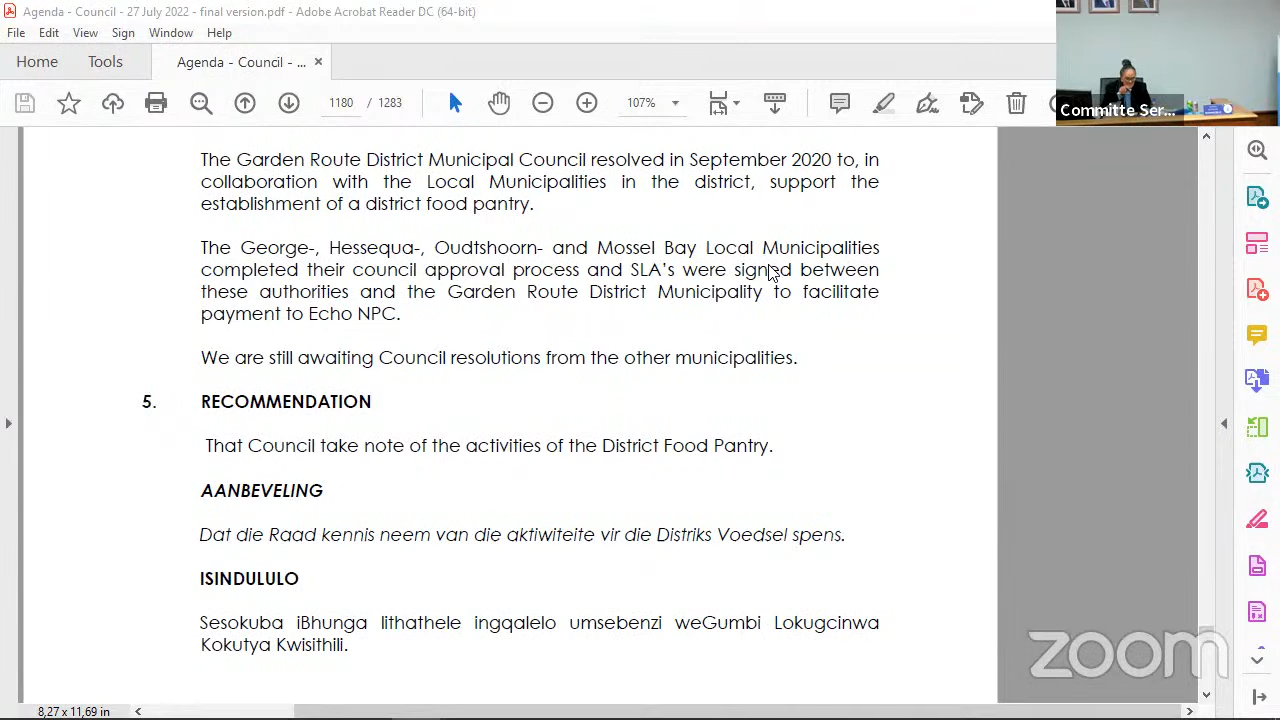 Agenda - Council - 27 July 2022 - final version.pdf - Adobe Acrobat Reader DC (64-bit)
File Edit View Sign Window Help
Home Tools Agenda - Council - ... ×
1180 / 1283 107%
Committe Ser...
The Garden Route District Municipal Council resolved in September 2020 to, in
collaboration with the Local Municipalities in the district, support the
establishment of a district food pantry.
The George-, Hessequa-, Oudtshoorn- and Mossel Bay Local Municipalities
completed their council approval process and SLA's were signed between
these authorities and the Garden Route District Municipality to facilitate
payment to Echo NPC.
We are still awaiting Council resolutions from the other municipalities.
5. RECOMMENDATION
That Council take note of the activities of the District Food Pantry.
AANBEVELING
Dat die Raad kennis neem van die aktiwiteite vir die Distriks Voedsel spens.
ISINDULULO
Sesokuba iBhunga lithathele ingqalelo umsebenzi weGumbi Lokugcinwa
Kokutya Kwisithili.
zoom
8,27 x 11,69 in